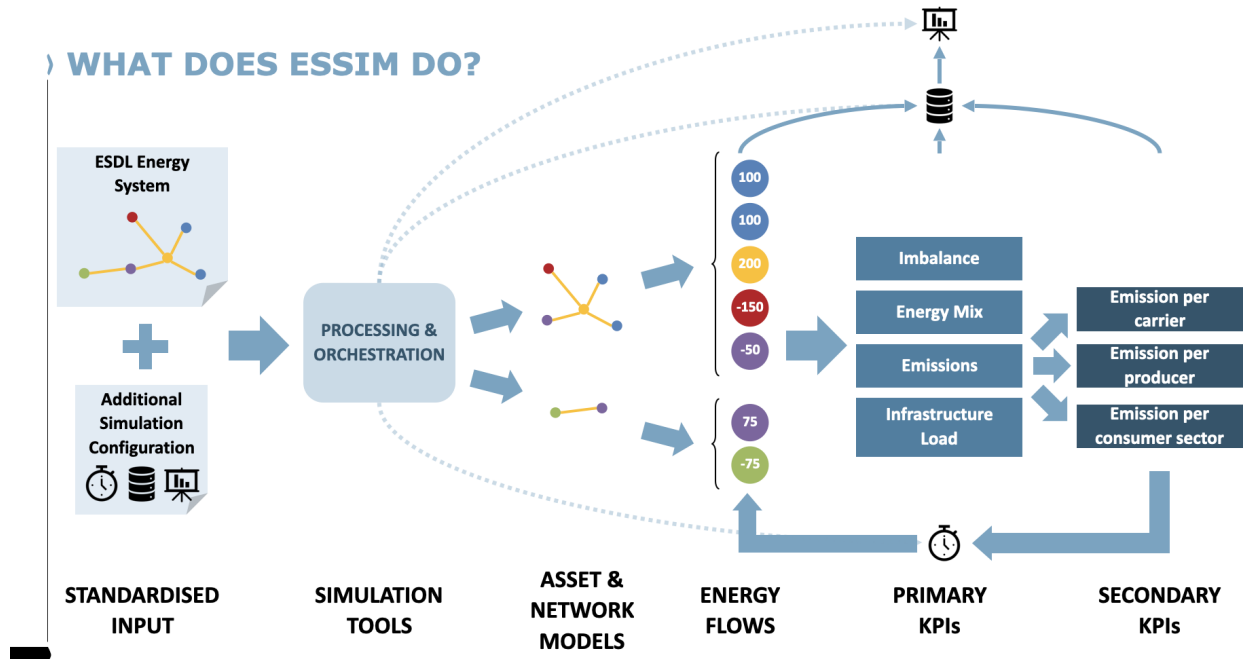 WHAT DOES ESSIM DO?
ESDL Energy
System
Additional
Simulation
Configuration
PROCESSING &
ORCHESTRATION
100
100
200
-150
-50
75
-75
Imbalance
Energy Mix
Emissions
Infrastructure
Load
Emission per
carrier
Emission per
producer
Emission per
consumer sector
STANDARDISED
INPUT
SIMULATION
TOOLS
ASSET &
NETWORK
MODELS
ENERGY
FLOWS
PRIMARY
KPIs
SECONDARY
KPIs